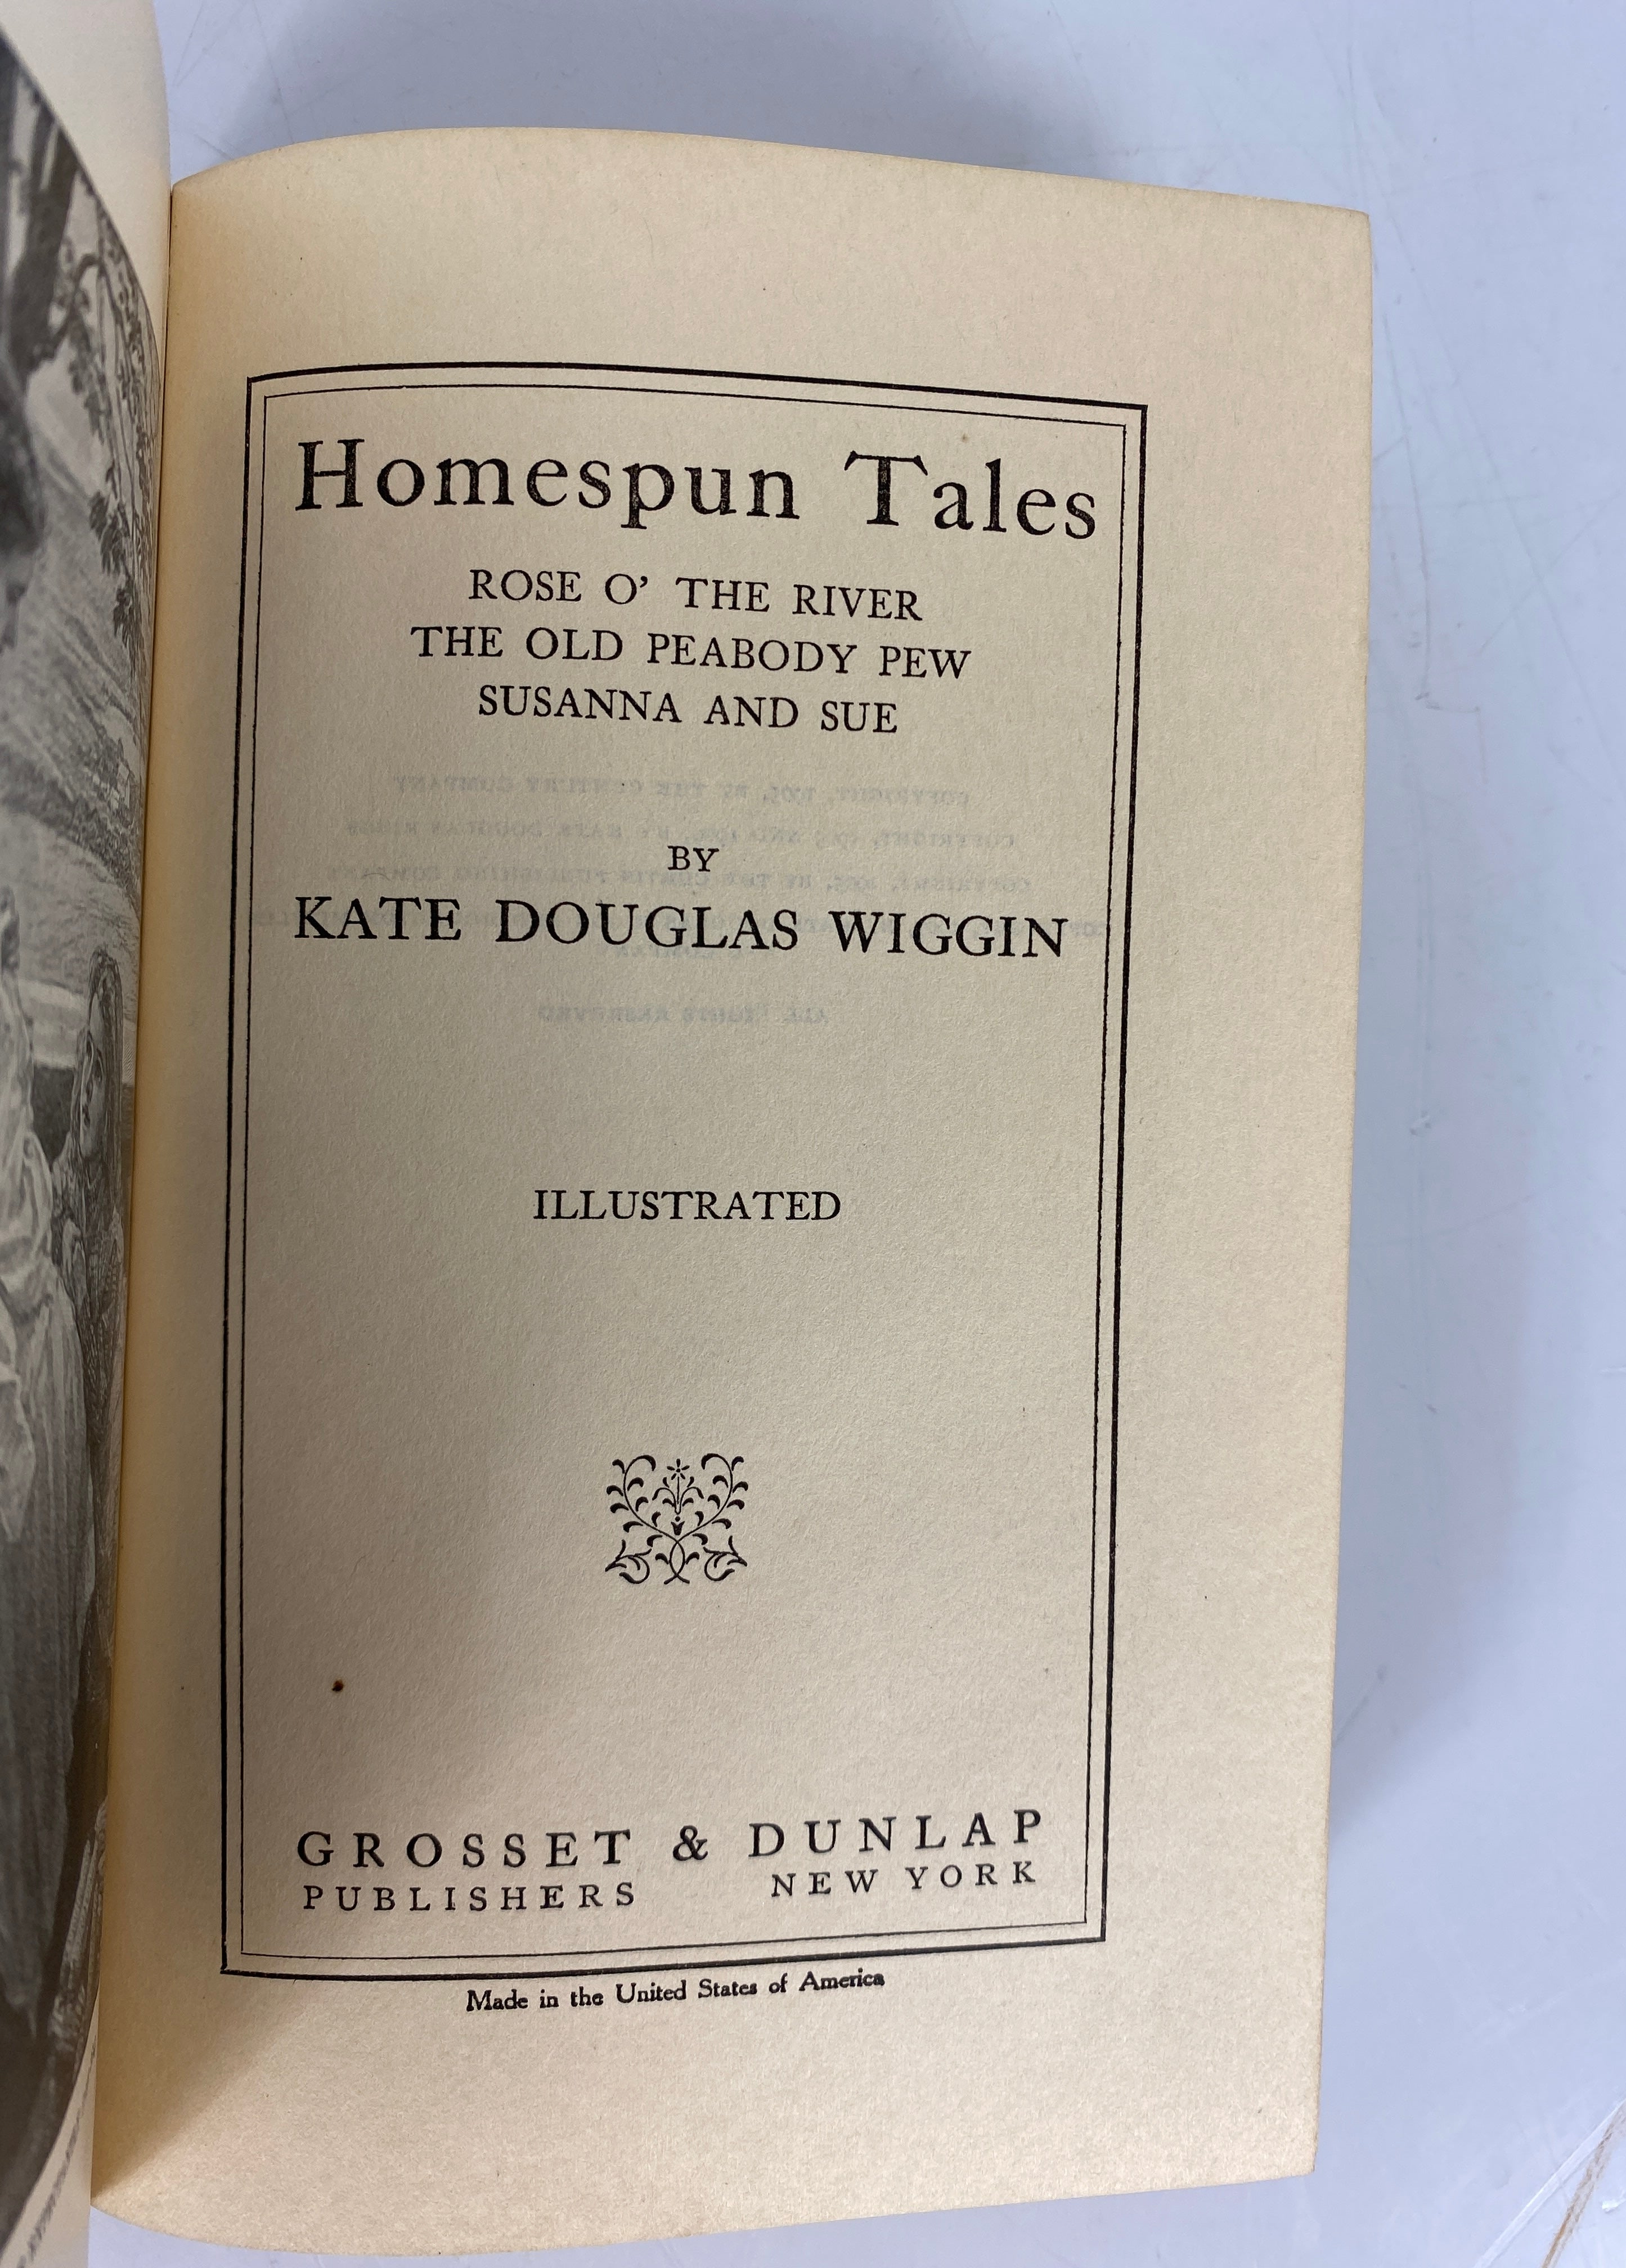 Homespun Tales
ROSE O' THE RIVER
THE OLD PEABODY PEW
SUSANNA AND SUE
BY
KATE DOUGLAS WIGGIN
ILLUSTRATED
GROSSET & DUNLAP
PUBLISHERS NEW YORK
Made in the United States of America